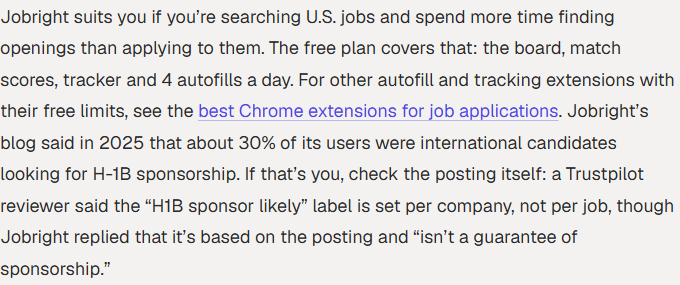 Jobright suits you if you’re searching U.S. jobs and spend more time finding
openings than applying to them. The free plan covers that: the board, match
scores, tracker and 4 autofills a day. For other autofill and tracking extensions with
their free limits, see the best Chrome extensions for job applications. Jobright’s
blog said in 2025 that about 30% of its users were international candidates
looking for H-1B sponsorship. If that’s you, check the posting itself: a Trustpilot
reviewer said the “H1B sponsor likely” label is set per company, not per job, though
Jobright replied that it’s based on the posting and “isn’t a guarantee of
sponsorship.”